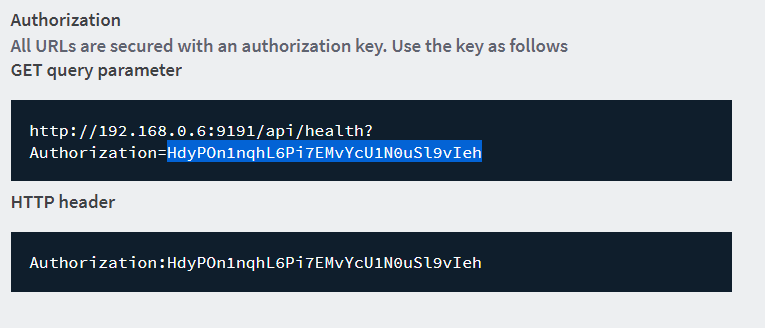 Authorization
All URLs are secured with an authorization key. Use the key as follows
GET query parameter
http://192.168.0.6:9191/api/health?
Authorization=HdyPOn1nqhL6Pi7EMvYcU1N0uSl9vIeh
HTTP header
Authorization:HdyPOn1nqhL6Pi7EMvYcU1N0uSl9vIeh